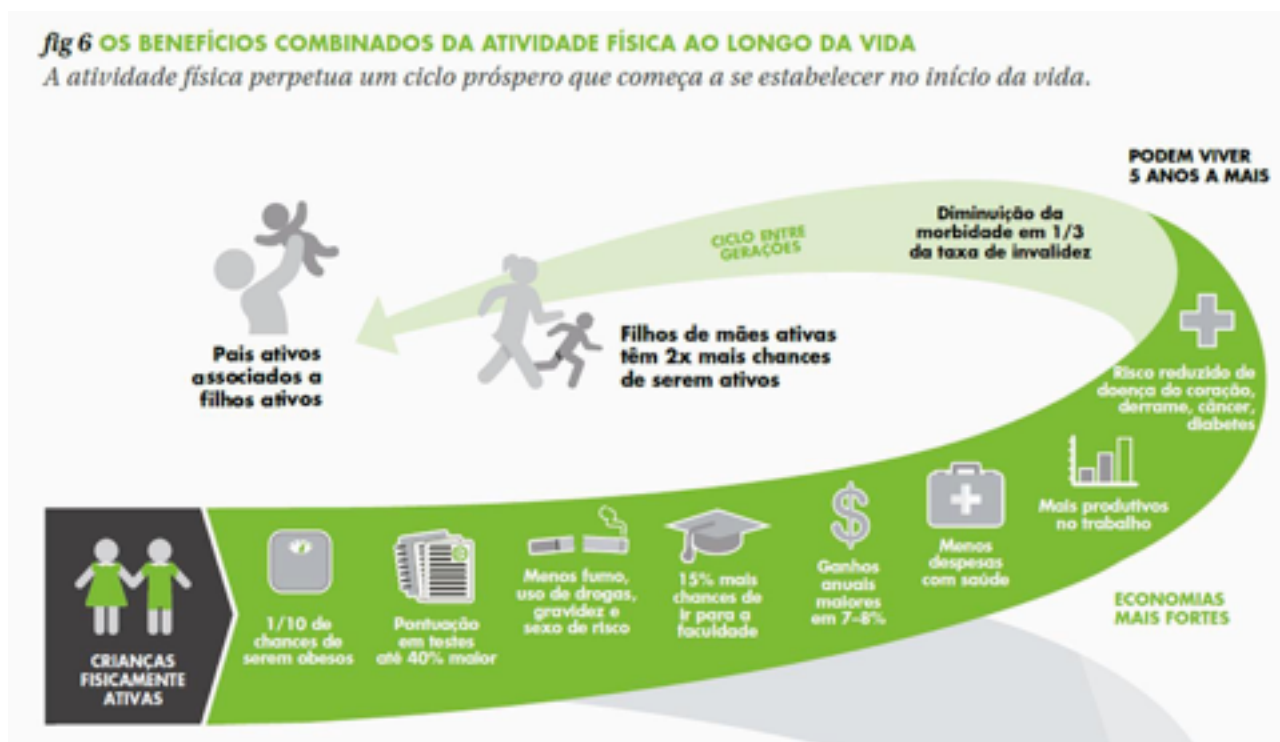 fig 6 OS BENEFÍCIOS COMBINADOS DA ATIVIDADE FÍSICA AO LONGO DA VIDA
A atividade física perpetua um ciclo próspero que começa a se estabelecer no início da vida.
PODEM VIVER
5 ANOS A MAIS
Diminuição da
morbidade em 1/3
da taxa de invalidez
CICLO ENTRE
GERAÇÕES
Filhos de mães ativas
têm 2x mais chances
de serem ativos
Pais ativos
associados a
filhos ativos
CRIANÇAS
FISICAMENTE
ATIVAS
1/10 de
chances de
serem obesos
Pontuação
em testes
até 40% maior
Menos fumo,
uso de drogas,
gravidez e
sexo de risco
15% mais
chances de
ir para a
faculdade
Ganhos
anuais
maiores
em 7–8%
Menos
despesas
com saúde
Mais produtivos
no trabalho
Risco reduzido de
doença do coração,
derrame, câncer,
diabetes
ECONOMIAS
MAIS FORTES